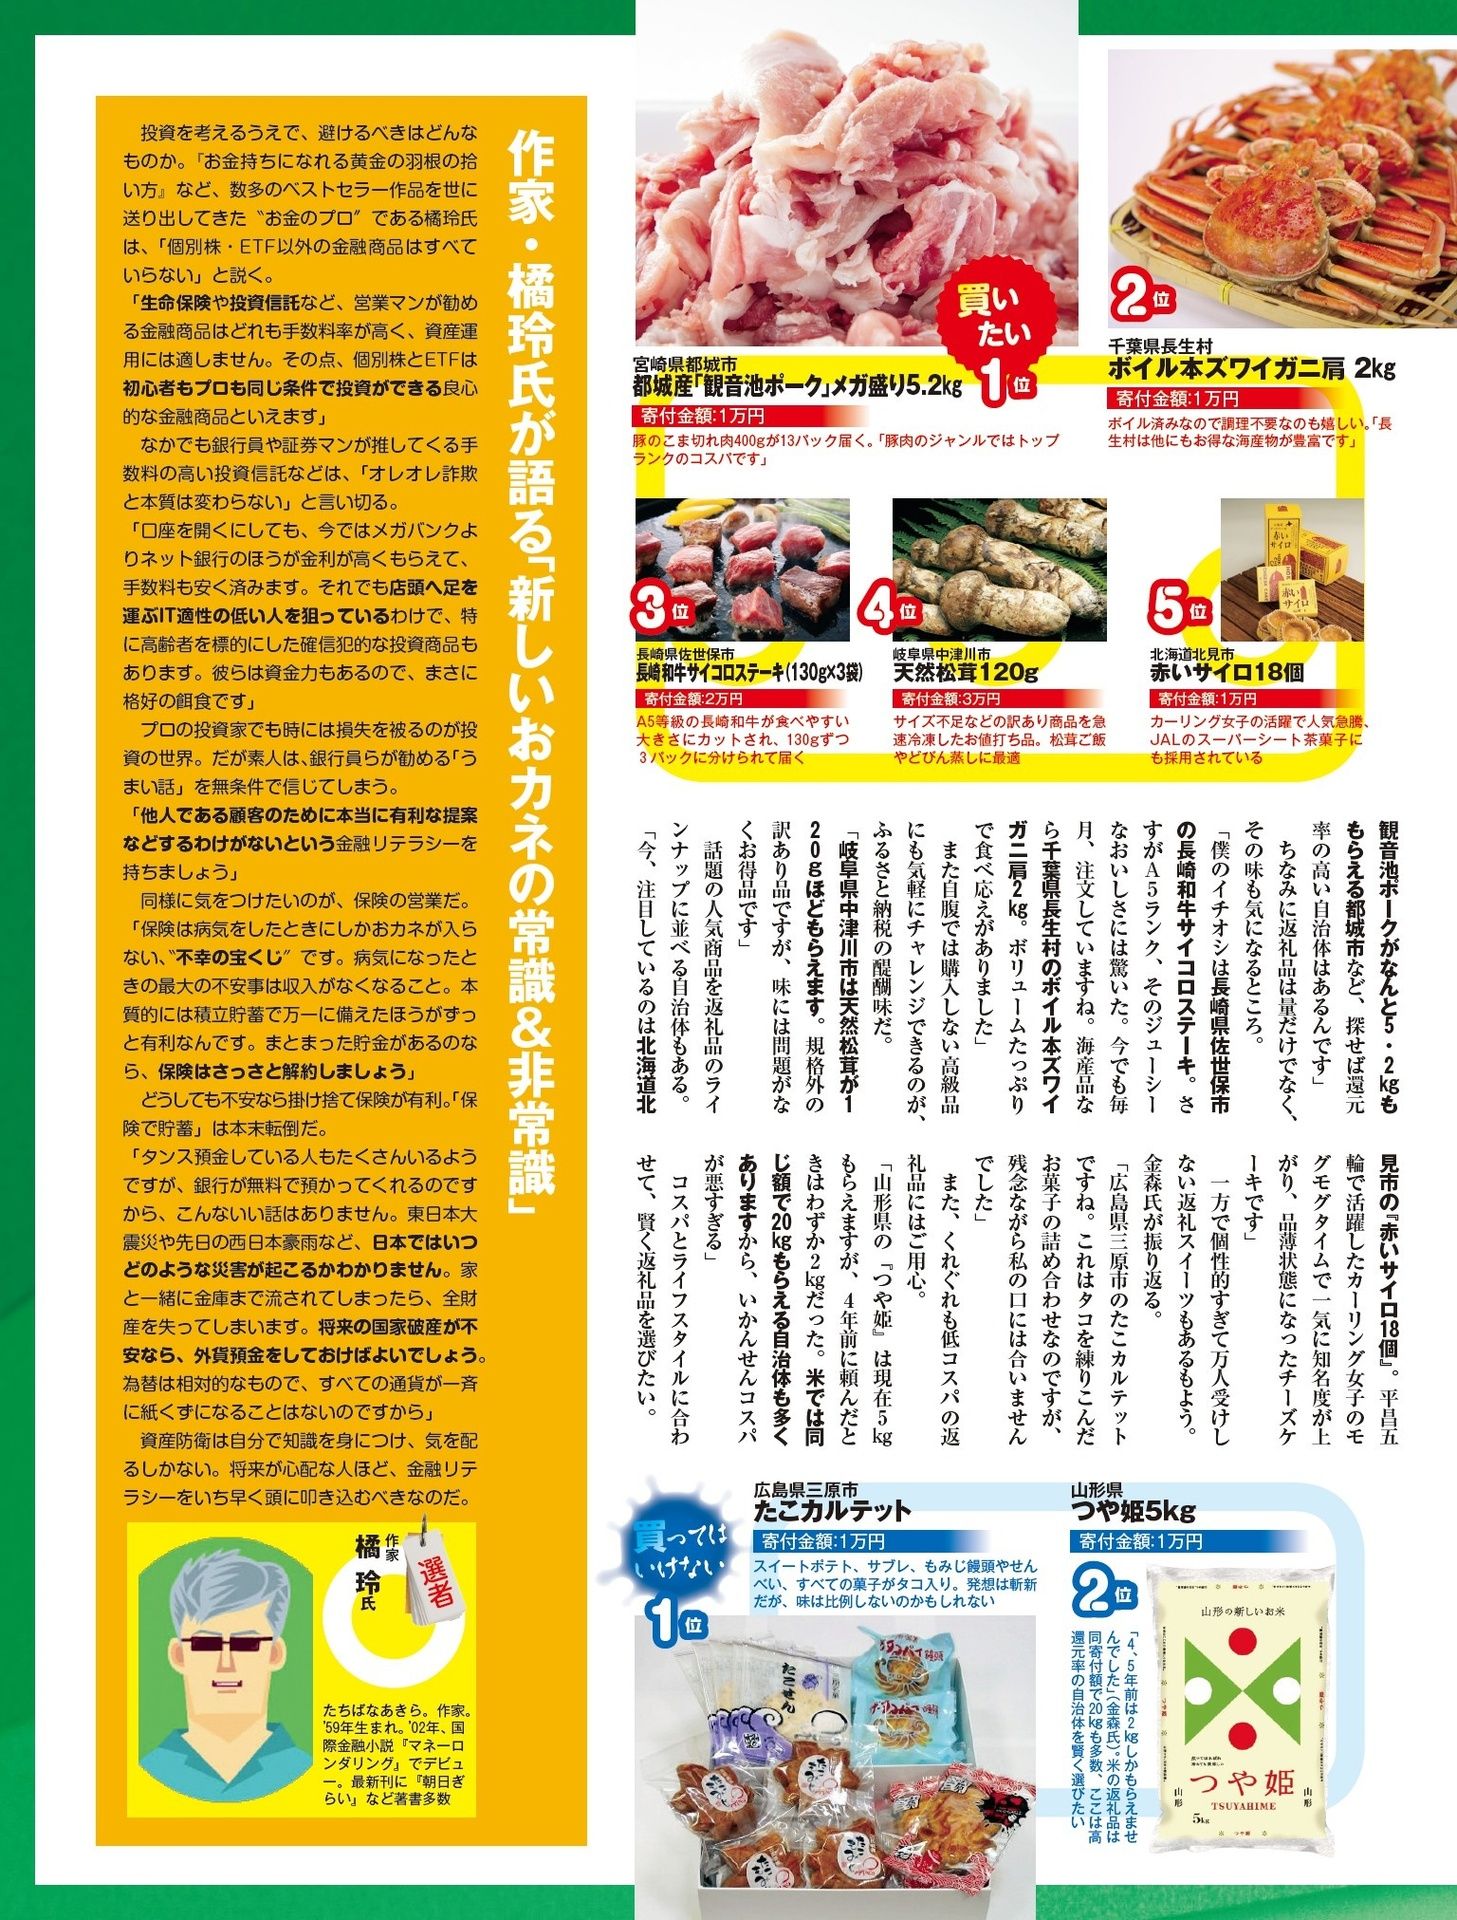 買い
たい
1位
宮崎県都城市
都城産「観音池ポーク」メガ盛り5.2kg
寄付金額:1万円
豚のこま切れ肉400gが13パック届く。「豚肉のジャンルではトップ
ランクのコスパです」
2位
千葉県長生村
ボイル本ズワイガニ肩 2kg
寄付金額:1万円
ボイル済みなので調理不要なのも嬉しい。「長
生村は他にもお得な海産物が豊富です」
3位
長崎県佐世保市
長崎和牛サイコロステーキ(130g×3袋)
寄付金額:2万円
A5等級の長崎和牛が食べやすい
大きさにカットされ、130gずつ
3パックに分けられて届く
4位
岐阜県中津川市
天然松茸120g
寄付金額:3万円
サイズ不足などの訳あり商品を急
速冷凍したお値打ち品。松茸ご飯
やどびん蒸しに最適
5位
赤い
サイロ
赤い
サイロ
北海道北見市
赤いサイロ18個
寄付金額:1万円
カーリング女子の活躍で人気急騰、
JALのスーパーシート茶菓子に
も採用されている
観音池ポークがなんと5・2kgも
もらえる都城市など、探せば還元
率の高い自治体はあるんです」
ちなみに返礼品は量だけでなく、
その味も気になるところ。
「僕のイチオシは長崎県佐世保市
の長崎和牛サイコロステーキ。さ
すがA5ランク、そのジューシー
なおいしさには驚いた。今でも毎
月、注文していますね。海産品な
ら千葉県長生村のボイル本ズワイ
ガニ肩2kg。ボリュームたっぷり
で食べ応えがありました」
また自腹では購入しない高級品
にも気軽にチャレンジできるのが、
ふるさと納税の醍醐味だ。
「岐阜県中津川市は天然松茸が1
20gほどもらえます。規格外の
訳あり品ですが、味には問題がな
くお得品です」
話題の人気商品を返礼品のライ
ンナップに並べる自治体もある。
「今、注目しているのは北海道北
見市の『赤いサイロ18個』。平昌五
輪で活躍したカーリング女子のモ
グモグタイムで一気に知名度が上
がり、品薄状態になったチーズケ
ーキです」
一方で個性的すぎて万人受けし
ない返礼スイーツもあるもよう。
金森氏が振り返る。
「広島県三原市のたこカルテット
ですね。これはタコを練りこんだ
お菓子の詰め合わせなのですが、
残念ながら私の口には合いません
でした」
また、くれぐれも低コスパの返
礼品にはご用心。
「山形県の『つや姫』は現在5kg
もらえますが、4年前に頼んだと
きはわずか2kgだった。米では同
じ額で20kgもらえる自治体も多く
ありますから、いかんせんコスパ
が悪すぎる」
コスパとライフスタイルに合わ
せて、賢く返礼品を選びたい。
買っては
いけない
1位
広島県三原市
たこカルテット
寄付金額:1万円
スイートポテト、サブレ、もみじ饅頭やせん
べい、すべての菓子がタコ入り。発想は斬新
だが、味は比例しないのかもしれない
たこせん
山形県
つや姫5kg
寄付金額:1万円
2位
「4、5年前は2kgしかもらえませ
んでした」(金森氏)。米の返礼品は
同寄付額で20kgも多数、ここは高
還元率の自治体を賢く選びたい
山形の新しいお米
つや姫
TSUYAHIME
山形
山形
5kg
つや姫
作家・橘玲氏が語る「新しいおカネの常識&非常識」
投資を考えるうえで、避けるべきはどんな
ものか。『お金持ちになれる黄金の羽根の拾
い方』など、数多のベストセラー作品を世に
送り出してきた〝お金のプロ〟である橘玲氏
は、「個別株・ETF以外の金融商品はすべて
いらない」と説く。
「生命保険や投資信託など、営業マンが勧め
る金融商品はどれも手数料率が高く、資産運
用には適しません。その点、個別株とETFは
初心者もプロも同じ条件で投資ができる良心
的な金融商品といえます」
なかでも銀行員や証券マンが推してくる手
数料の高い投資信託などは、「オレオレ詐欺
と本質は変わらない」と言い切る。
「口座を開くにしても、今ではメガバンクよ
りネット銀行のほうが金利が高くもらえて、
手数料も安く済みます。それでも店頭へ足を
運ぶIT適性の低い人を狙っているわけで、特
に高齢者を標的にした確信犯的な投資商品も
あります。彼らは資金力もあるので、まさに
格好の餌食です」
プロの投資家でも時には損失を被るのが投
資の世界。だが素人は、銀行員らが勧める「う
まい話」を無条件で信じてしまう。
「他人である顧客のために本当に有利な提案
などするわけがないという金融リテラシーを
持ちましょう」
同様に気をつけたいのが、保険の営業だ。
「保険は病気をしたときにしかおカネが入ら
ない、〝不幸の宝くじ〟です。病気になったと
きの最大の不安事は収入がなくなること。本
質的には積立貯蓄で万一に備えたほうがずっ
と有利なんです。まとまった貯金があるのな
ら、保険はさっさと解約しましょう」
どうしても不安なら掛け捨て保険が有利。「保
険で貯蓄」は本末転倒だ。
「タンス預金している人もたくさんいるよう
ですが、銀行が無料で預かってくれるのです
から、こんないい話はありません。東日本大
震災や先日の西日本豪雨など、日本ではいつ
どのような災害が起こるかわかりません。家
と一緒に金庫まで流されてしまったら、全財
産を失ってしまいます。将来の国家破産が不
安なら、外貨預金をしておけばよいでしょう。
為替は相対的なもので、すべての通貨が一斉
に紙くずになることはないのですから」
資産防衛は自分で知識を身につけ、気を配
るしかない。将来が心配な人ほど、金融リテ
ラシーをいち早く頭に叩き込むべきなのだ。
選者
作家
橘 玲氏
たちばなあきら。作家。
'59年生まれ。'02年、国
際金融小説『マネーロ
ンダリング』でデビュ
ー。最新刊に『朝日ぎ
らい』など著書多数